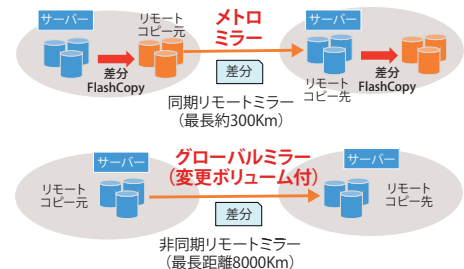 サーバー
リモート
コピー元
差分
FlashCopy
メトロ
ミラー
差分
同期リモートミラー
(最長約300Km)
サーバー
リモート
コピー先
差分
FlashCopy
サーバー
リモート
コピー元
グローバルミラー
(変更ボリューム付)
差分
非同期リモートミラー
(最長距離8000Km)
サーバー
リモート
コピー先